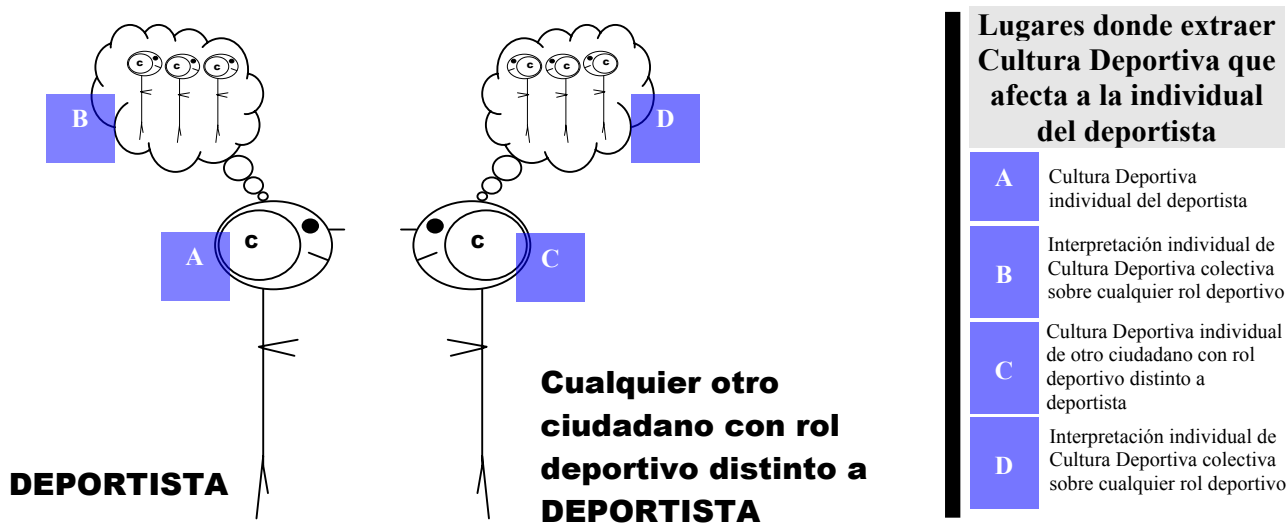 c
c
c
c
c
c
B
D
c
c
A
C
DEPORTISTA
Cualquier otro
ciudadano con rol
deportivo distinto a
DEPORTISTA
Lugares donde extraer
Cultura Deportiva que
afecta a la individual
del deportista
A
Cultura Deportiva
individual del deportista
B
Interpretación individual de
Cultura Deportiva colectiva
sobre cualquier rol deportivo
C
Cultura Deportiva individual
de otro ciudadano con rol
deportivo distinto a
deportista
D
Interpretación individual de
Cultura Deportiva colectiva
sobre cualquier rol deportivo